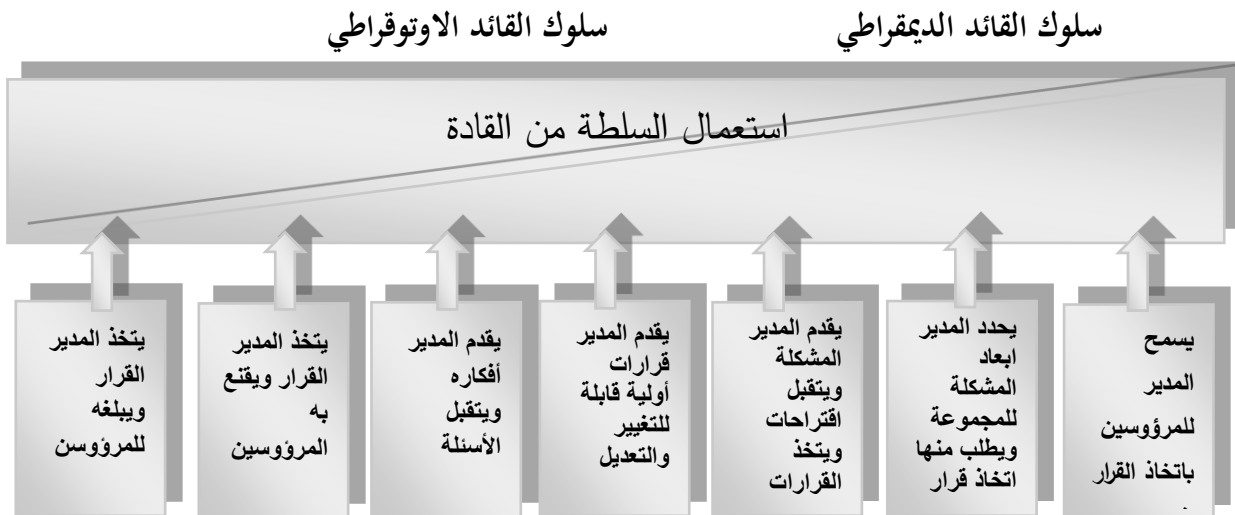 سلوك القائد الديمقراطي
سلوك القائد الاوتوقراطي
استعمال السلطة من القادة
يسمح
المدير
للمرؤوسين
باتخاذ القرار
يحدد المدير
ابعاد
المشكلة
للمجموعة
ويطلب منها
اتخاذ قرار
يقدم المدير
المشكلة
ويتقبل
اقتراحات
ويتخذ
القرارات
يقدم المدير
قرارات
أولية قابلة
للتغيير
والتعديل
يقدم المدير
أفكاره
ويتقبل
الأسئلة
يتخذ المدير
القرار ويقتع
به
المرؤوسين
يتخذ المدير
القرار
ويبلغه
للمرؤوسن